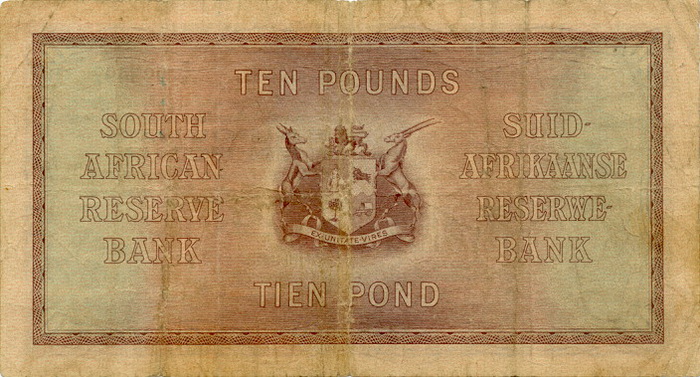 TEN POUNDS
SOUTH
AFRICAN
RESERVE
BANK
SUID-
AFRIKAANSE
RESERWE-
BANK
EX·UNITATE·VIRES
TIEN POND